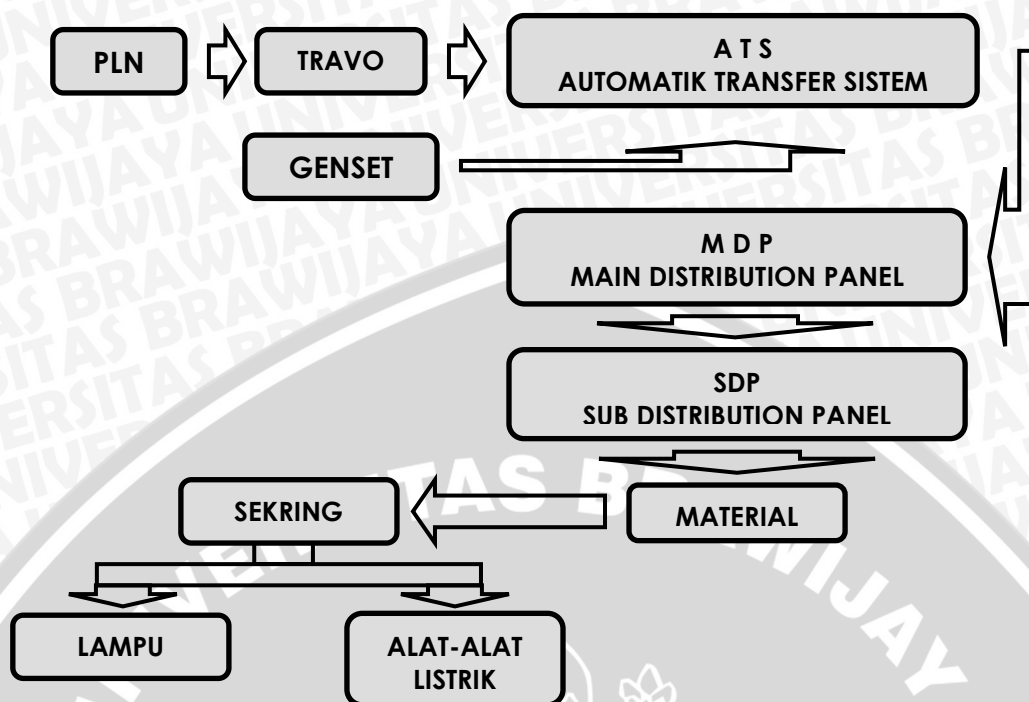 PLN
TRAVO
A T S
AUTOMATIK TRANSFER SISTEM
GENSET
M D P
MAIN DISTRIBUTION PANEL
SDP
SUB DISTRIBUTION PANEL
SEKRING
MATERIAL
LAMPU
ALAT-ALAT
LISTRIK